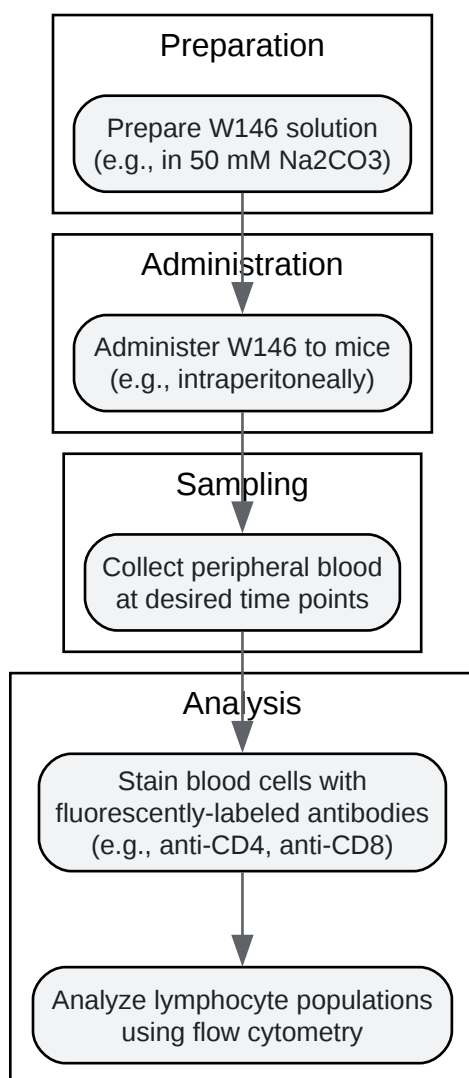 Preparation
Prepare W146 solution
(e.g., in 50 mM Na2CO3)
Administration
Administer W146 to mice
(e.g., intraperitoneally)
Sampling
Collect peripheral blood
at desired time points
Analysis
Stain blood cells with
fluorescently-labeled antibodies
(e.g., anti-CD4, anti-CD8)
Analyze lymphocyte populations
using flow cytometry